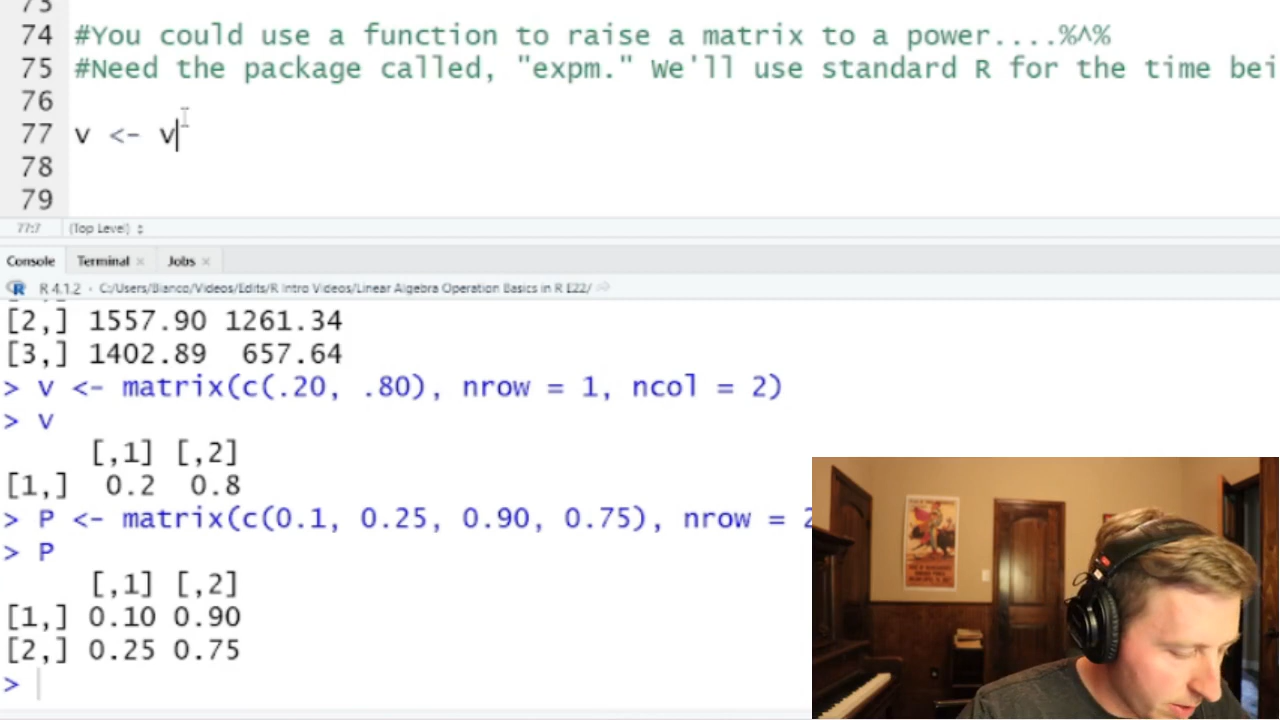 73
74 #You could use a function to raise a matrix to a power....%^%
75 #Need the package called, "expm." We'll use standard R for the time bei
76
77 v <- v
78
79
77:7 (Top Level)
Console Terminal × Jobs ×
R 4.1.2 · C:/Users/Bianco/Videos/Edits/R Intro Videos/Linear Algebra Operation Basics in R E22/
[2,] 1557.90 1261.34
[3,] 1402.89 657.64
> v <- matrix(c(.20, .80), nrow = 1, ncol = 2)
> v
[,1] [,2]
[1,] 0.2 0.8
> P <- matrix(c(0.1, 0.25, 0.90, 0.75), nrow = 2
> P
[,1] [,2]
[1,] 0.10 0.90
[2,] 0.25 0.75
>